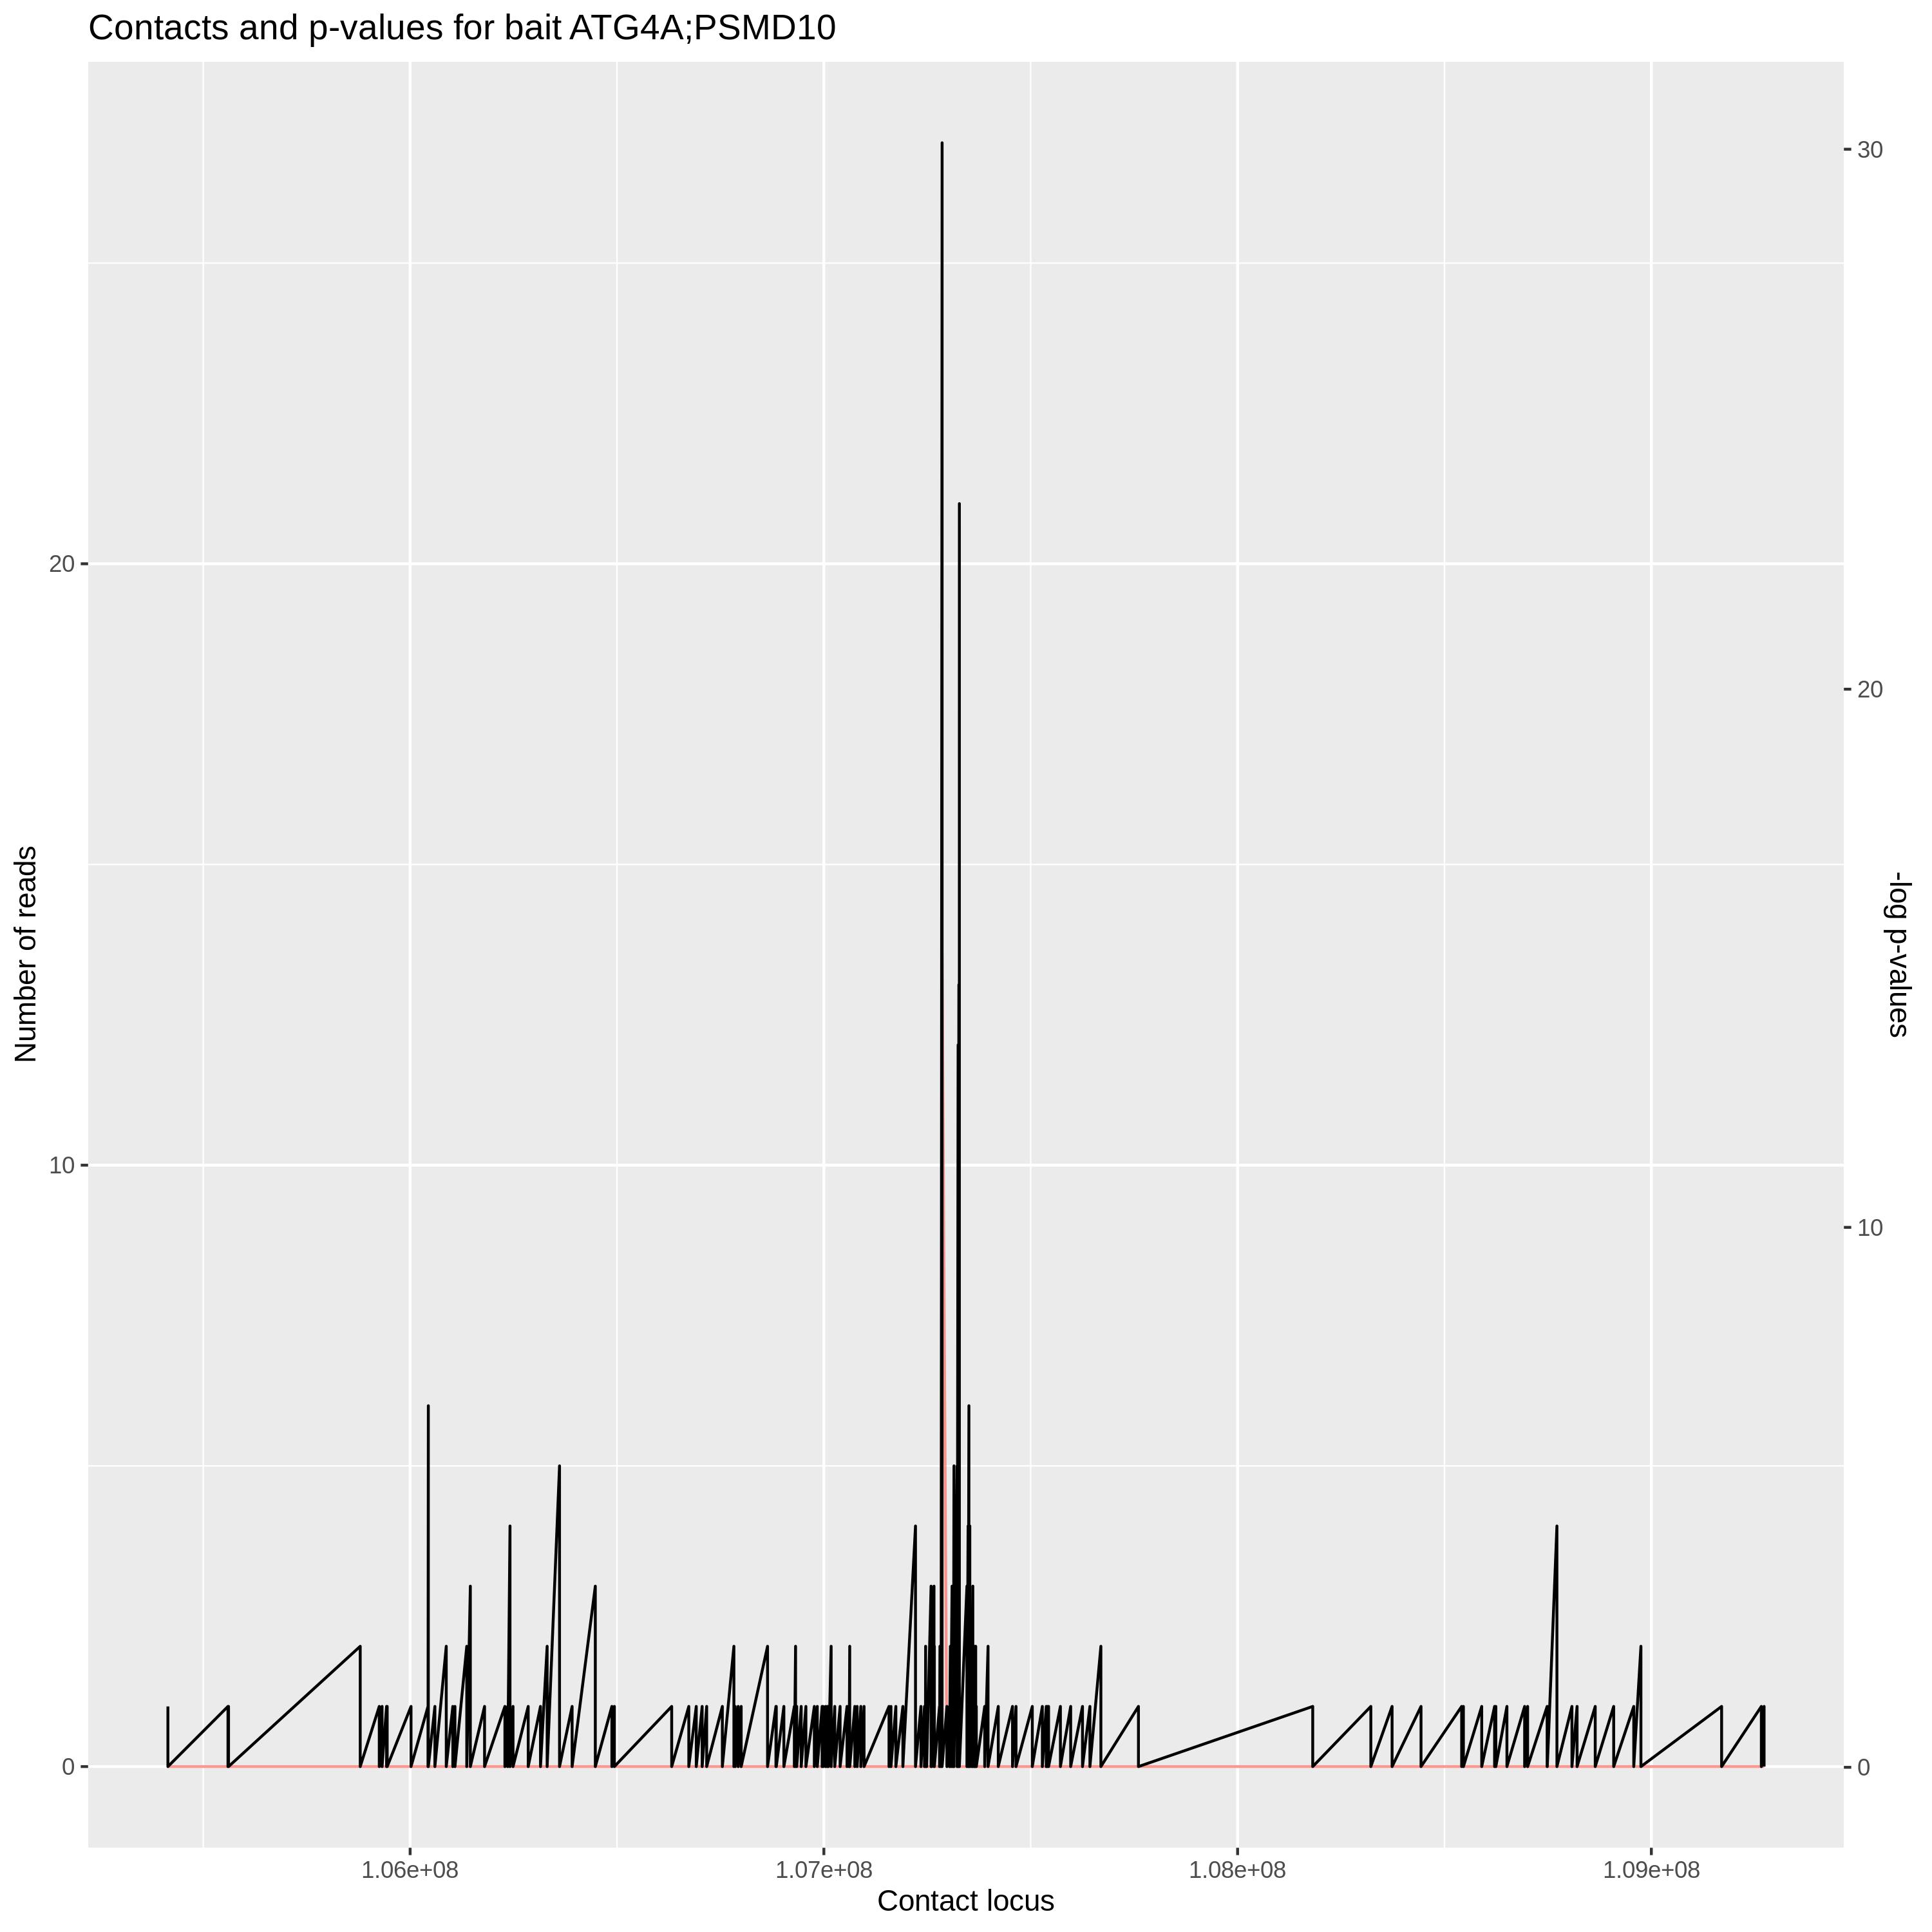 Contacts and p-values for bait ATG4A;PSMD10
30
20
20
10
10
0
0
Number of reads
-log p-values
1.06e+08
1.07e+08
1.08e+08
1.09e+08
Contact locus